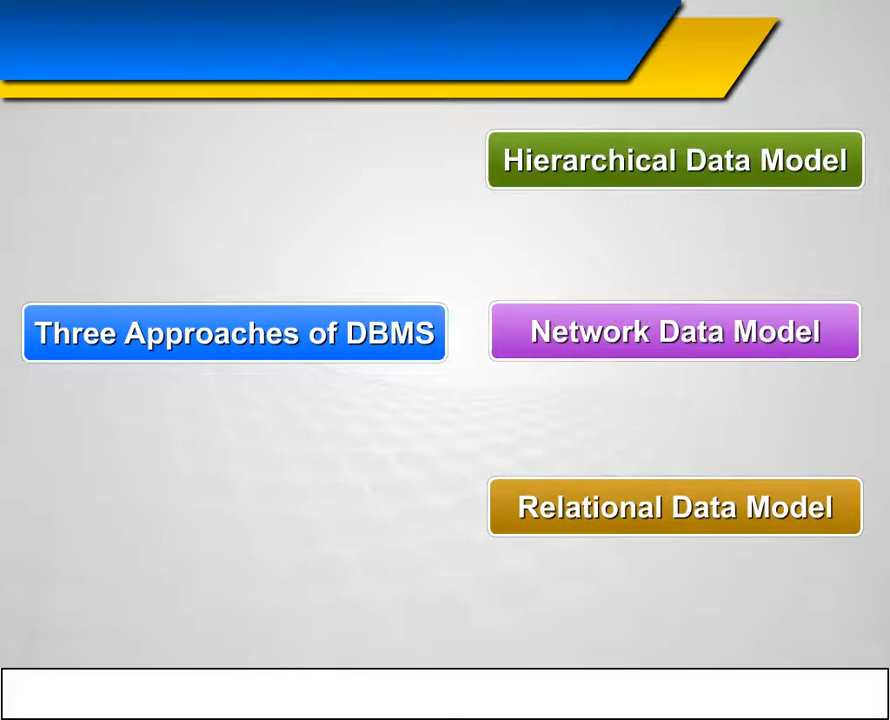 Hierarchical Data Model
Three Approaches of DBMS
Network Data Model
Relational Data Model